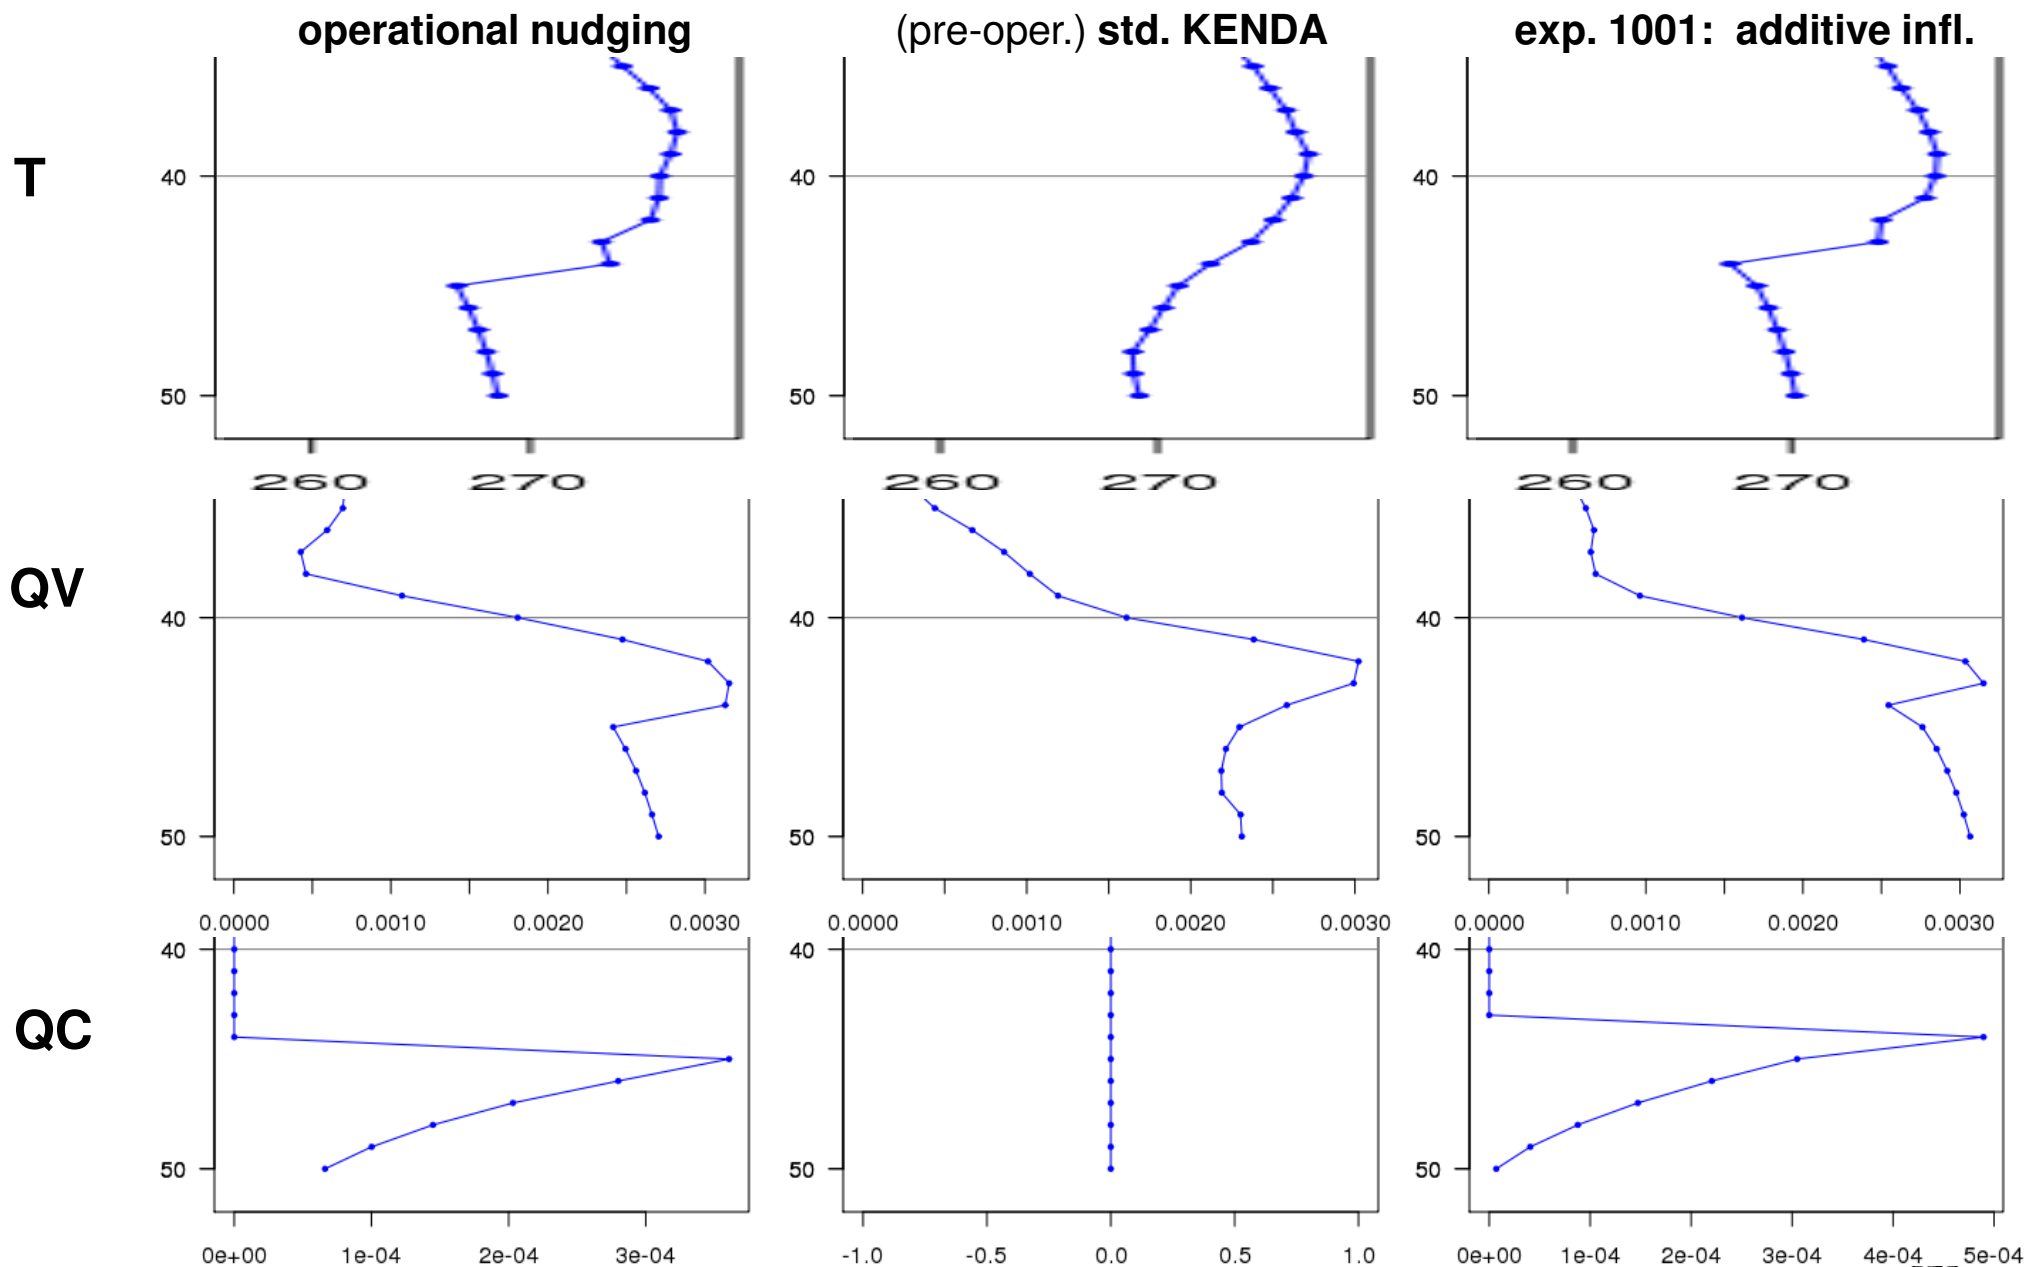 operational nudging (pre-oper.) std. KENDA exp. 1001: additive infl.
T
40 40 40
50 50 50
260 270 260 270 260 270
QV
40 40 40
50 50 50
0.0000 0.0010 0.0020 0.0030 0.0000 0.0010 0.0020 0.0030 0.0000 0.0010 0.0020 0.0030
40 40 40
QC
50 50 50
0e+00 1e-04 2e-04 3e-04 -1.0 -0.5 0.0 0.5 1.0 0e+00 1e-04 2e-04 3e-04 4e-04 5e-04